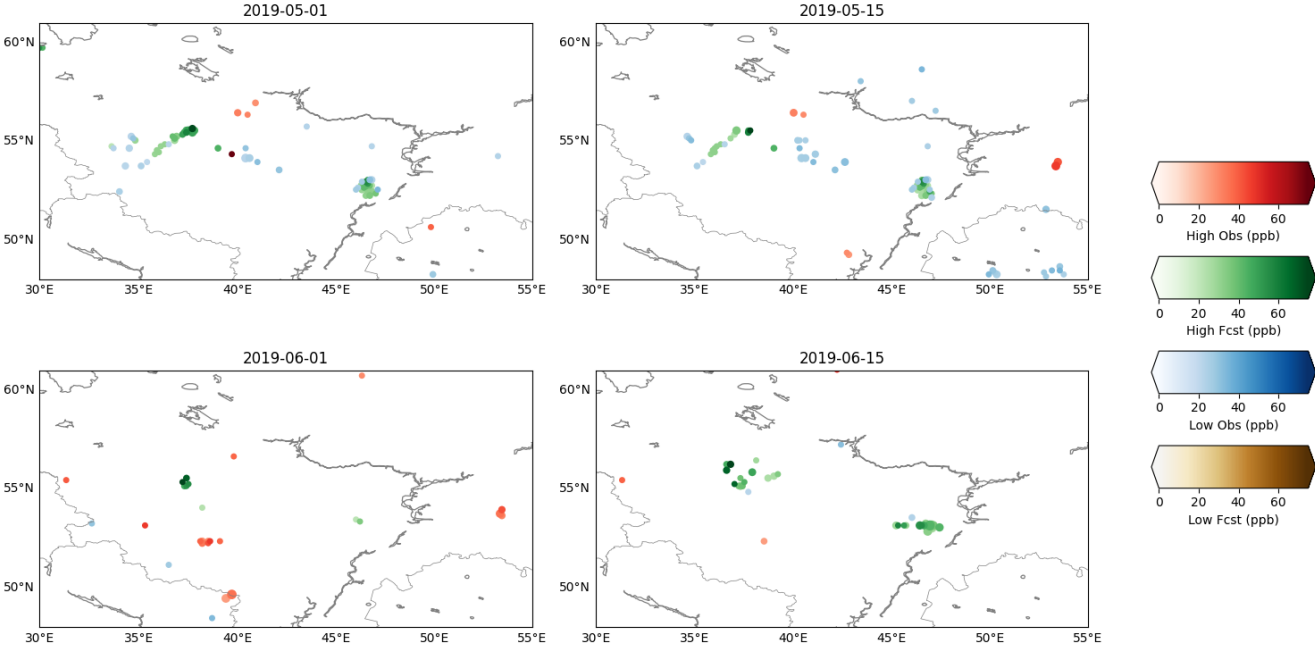 2019-05-01
2019-05-15
60°N
55°N
50°N
30°E 35°E 40°E 45°E 50°E 55°E
60°N
55°N
50°N
30°E 35°E 40°E 45°E 50°E 55°E
2019-06-01
2019-06-15
60°N
55°N
50°N
30°E 35°E 40°E 45°E 50°E 55°E
60°N
55°N
50°N
30°E 35°E 40°E 45°E 50°E 55°E
0 20 40 60
High Obs (ppb)
0 20 40 60
High Fcst (ppb)
0 20 40 60
Low Obs (ppb)
0 20 40 60
Low Fcst (ppb)